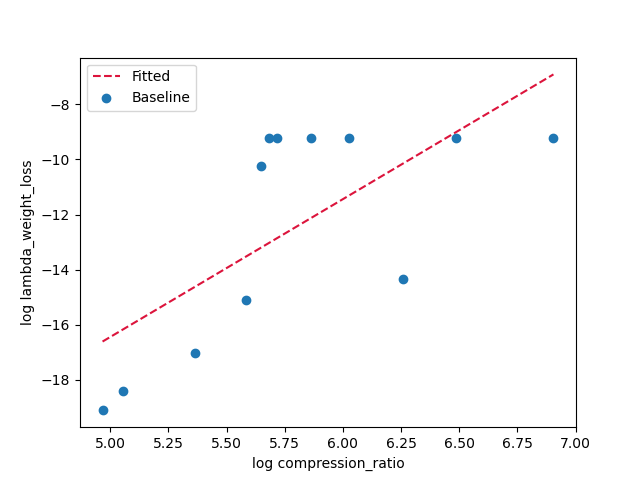 Fitted
Baseline
−8
−10
−12
−14
−16
−18
log lambda_weight_loss
5.00 5.25 5.50 5.75 6.00 6.25 6.50 6.75 7.00
log compression_ratio